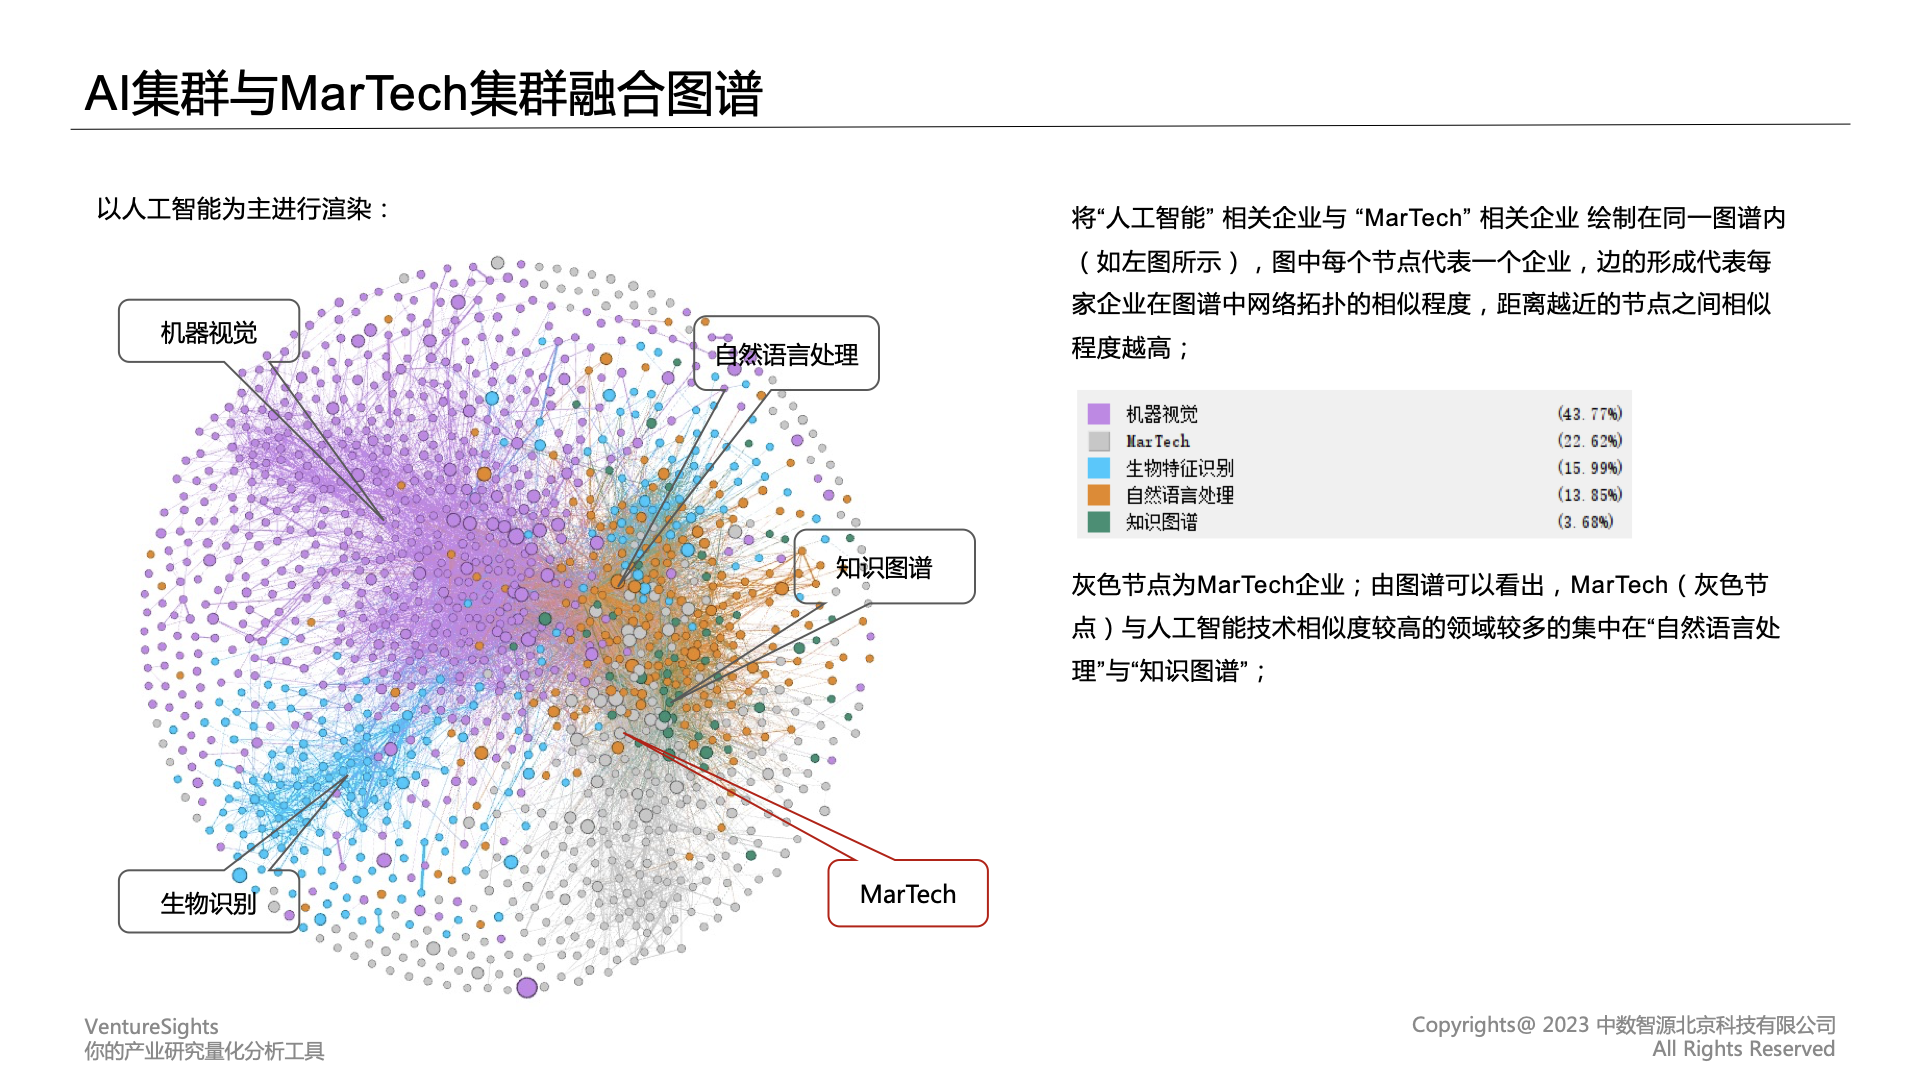 AI集群与MarTech集群融合图谱
以人工智能为主进行渲染：
机器视觉
自然语言处理
知识图谱
生物识别
MarTech
将“人工智能” 相关企业与 “MarTech” 相关企业 绘制在同一图谱内
（如左图所示），图中每个节点代表一个企业，边的形成代表每
家企业在图谱中网络拓扑的相似程度，距离越近的节点之间相似
程度越高；
机器视觉 (43.77%)
MarTech (22.62%)
生物特征识别 (15.99%)
自然语言处理 (13.85%)
知识图谱 (3.68%)
灰色节点为MarTech企业；由图谱可以看出，MarTech（灰色节
点）与人工智能技术相似度较高的领域较多的集中在“自然语言处
理”与“知识图谱”；
VentureSights
你的产业研究量化分析工具
Copyrights@ 2023 中数智源北京科技有限公司
All Rights Reserved